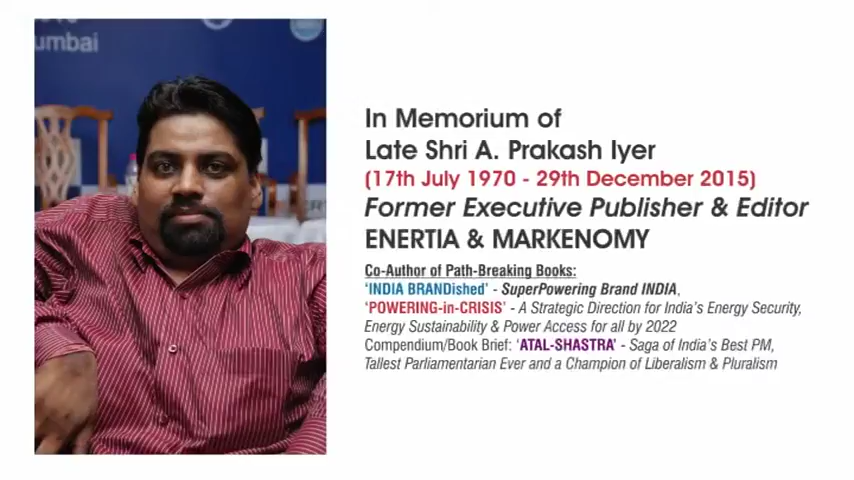 umbai
In Memorium of
Late Shri A. Prakash Iyer
(17th July 1970 - 29th December 2015)
Former Executive Publisher & Editor
ENERTIA & MARKENOMY
Co-Author of Path-Breaking Books:
‘INDIA BRANDished’ - SuperPowering Brand INDIA,
‘POWERING-in-CRISIS’ - A Strategic Direction for India’s Energy Security,
Energy Sustainability & Power Access for all by 2022
Compendium/Book Brief: ‘ATAL-SHASTRA’ - Saga of India’s Best PM,
Tallest Parliamentarian Ever and a Champion of Liberalism & Pluralism